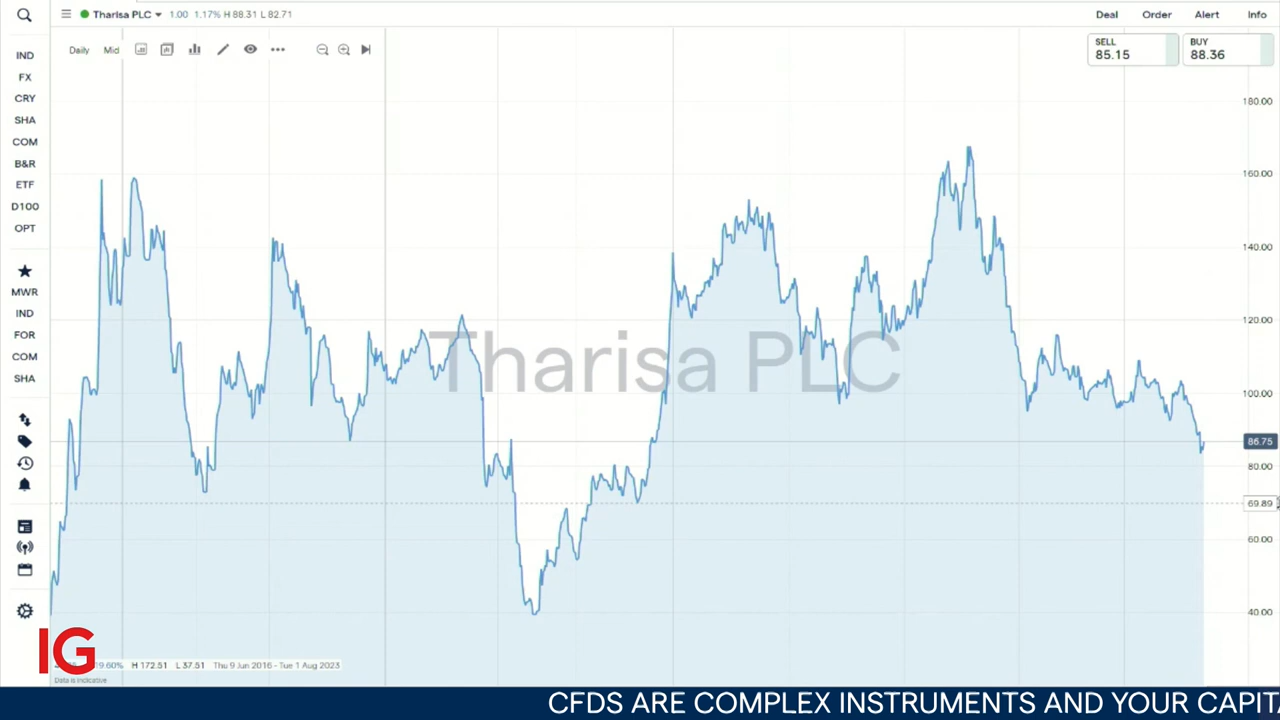 Tharisa PLC 1.00 1.17% H 88.31 L 82.71
Deal Order Alert Info
Daily Mid
SELL
85.15
BUY
88.36
IND
FX
CRY
SHA
COM
B&R
ETF
D100
OPT
MWR
IND
FOR
COM
SHA
180.00
160.00
140.00
120.00
100.00
86.75
80.00
69.89
60.00
40.00
Tharisa PLC
IG
9.60% H 172.51 L 37.51 Thu 9 Jun 2016 - Tue 1 Aug 2023
Data is indicative
CFDS ARE COMPLEX INSTRUMENTS AND YOUR CAPITA